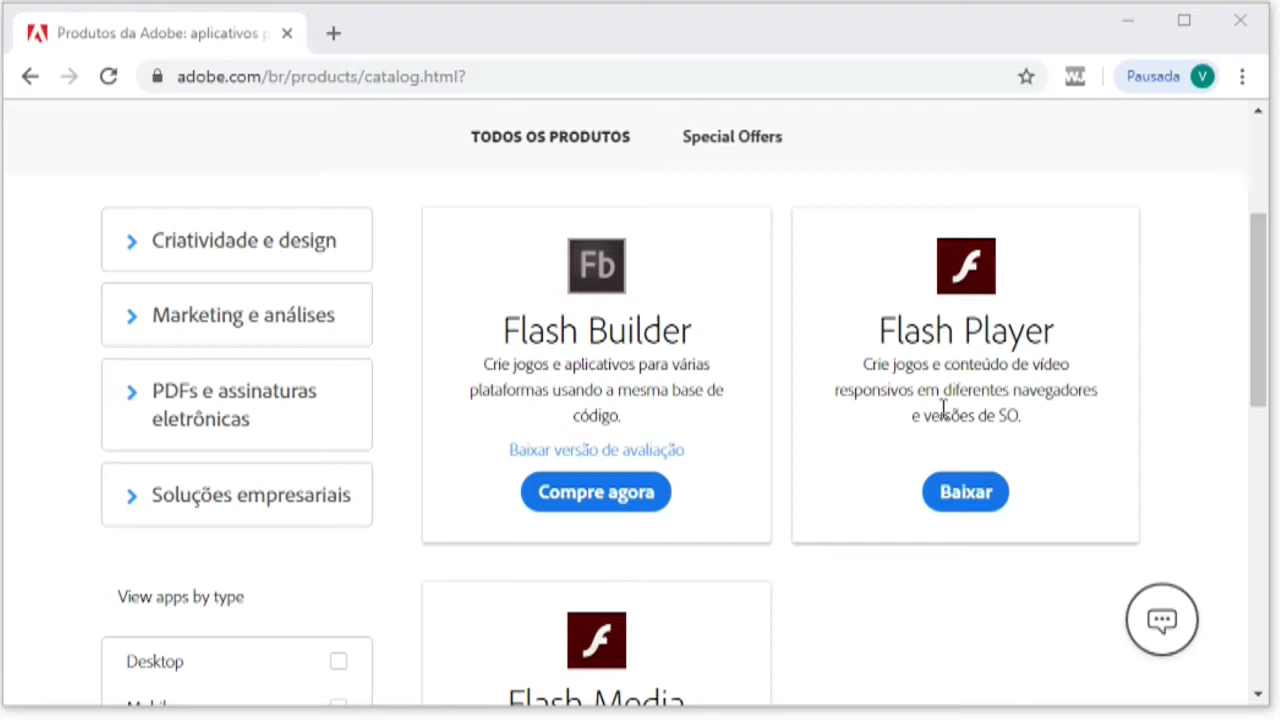 Produtos da Adobe: aplicativos p
adobe.com/br/products/catalog.html?
WJ
Pausada
V
TODOS OS PRODUTOS
Special Offers
Criatividade e design
Marketing e análises
PDFs e assinaturas
eletrônicas
Soluções empresariais
View apps by type
Desktop
Fb
Flash Builder
Crie jogos e aplicativos para várias
plataformas usando a mesma base de
código.
Baixar versão de avaliação
Compre agora
Flash Player
Crie jogos e conteúdo de vídeo
responsivos em diferentes navegadores
e versões de SO.
Baixar
Flash Media